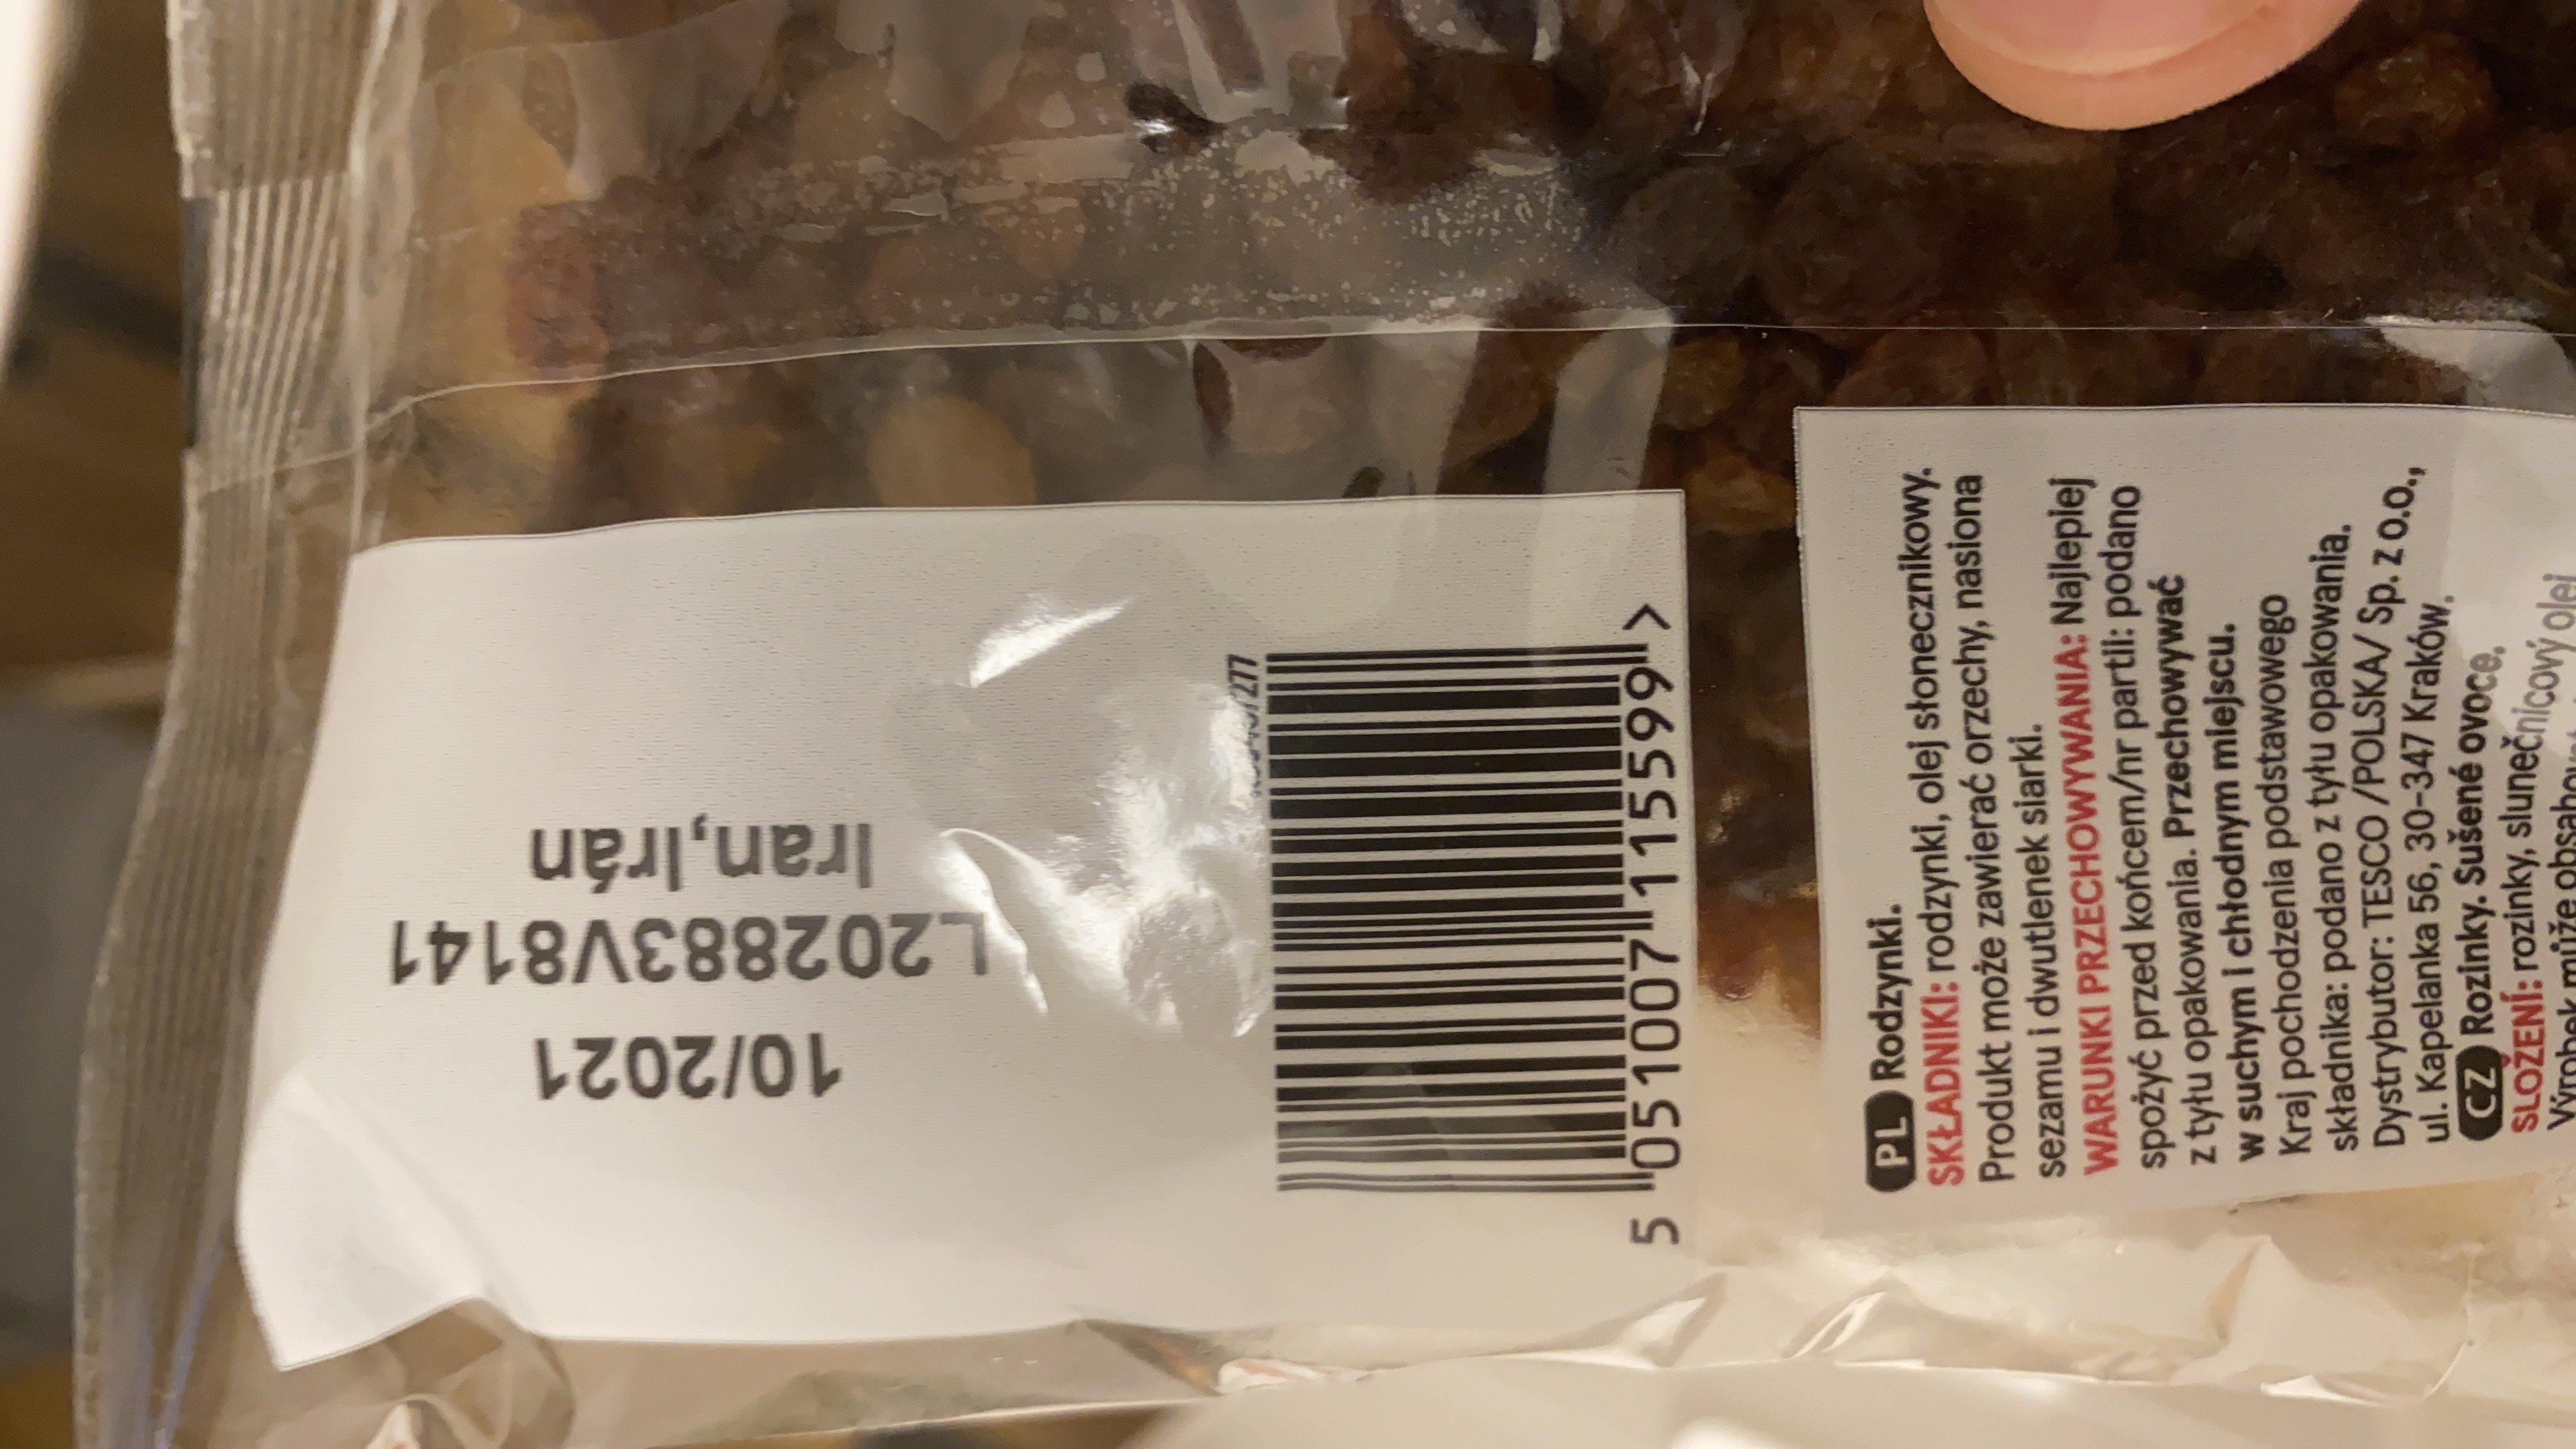 10/2021
L202883V8141
Iran,Irán
5 051007 115599 >
PL Rodzynki.
SKŁADNIKI: rodzynki, olej słonecznikowy.
Produkt może zawierać orzechy, nasiona
sezamu i dwutlenek siarki.
WARUNKI PRZECHOWYWANIA: Najlepiej
spożyć przed końcem/nr partii: podano
z tyłu opakowania. Przechowywać
w suchym i chłodnym miejscu.
Kraj pochodzenia podstawowego
składnika: podano z tyłu opakowania.
Dystrybutor: TESCO /POLSKA/ Sp. z o.o.,
ul. Kapelanka 56, 30-347 Kraków.
CZ Rozinky. Sušené ovoce.
SLOŽENÍ: rozinky, slunečnicový olej
Výrobek může